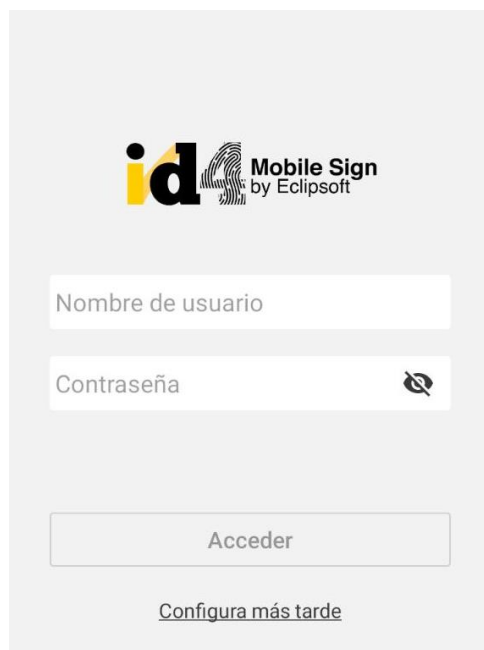 id4 Mobile Sign
by Eclipsoft
Nombre de usuario
Contraseña
Acceder
Configura más tarde